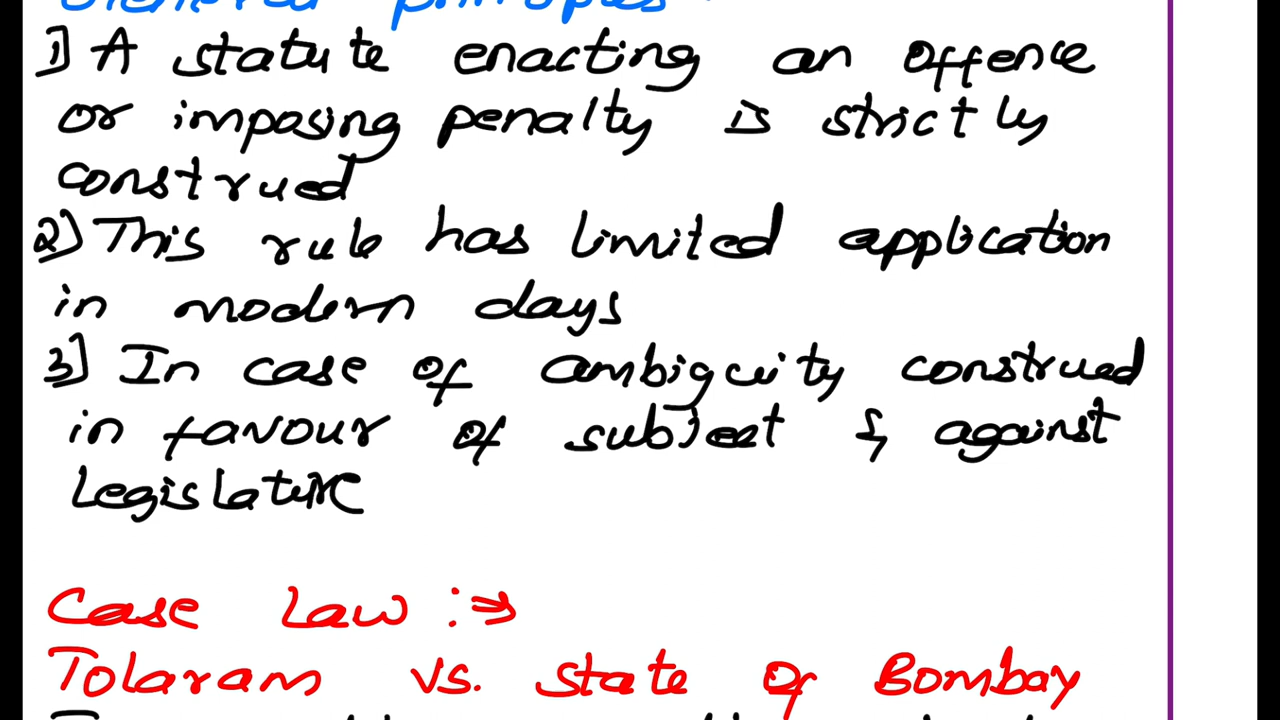 General principles
1] A statute enacting an offence
or imposing penalty is strictly
construed
2) This rule has limited application
in modern days
3] In case of ambiguity construed
in favour of subject & against
Legislature
Case Law :⇒
Tolaram vs. State of Bombay